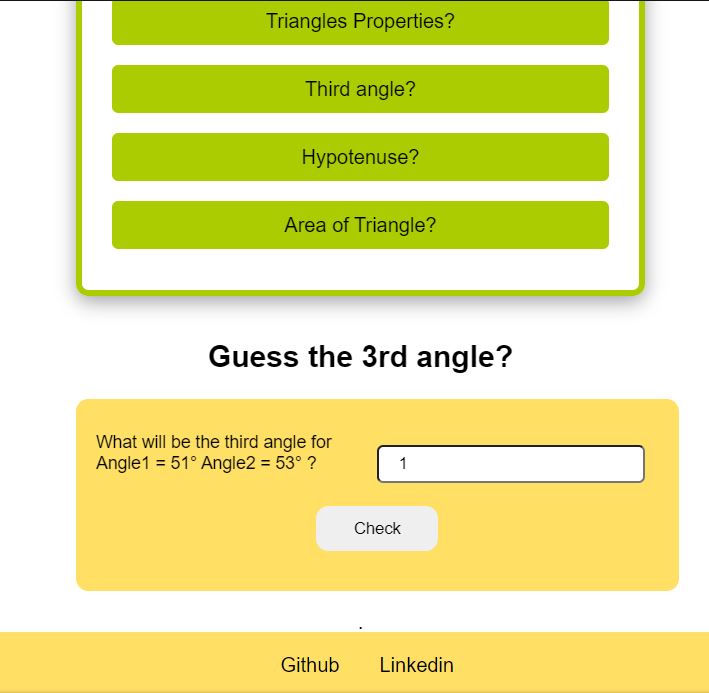 Triangles Properties?
Third angle?
Hypotenuse?
Area of Triangle?
Guess the 3rd angle?
What will be the third angle for
Angle1 = 51° Angle2 = 53° ?
1
Check
.
Github Linkedin